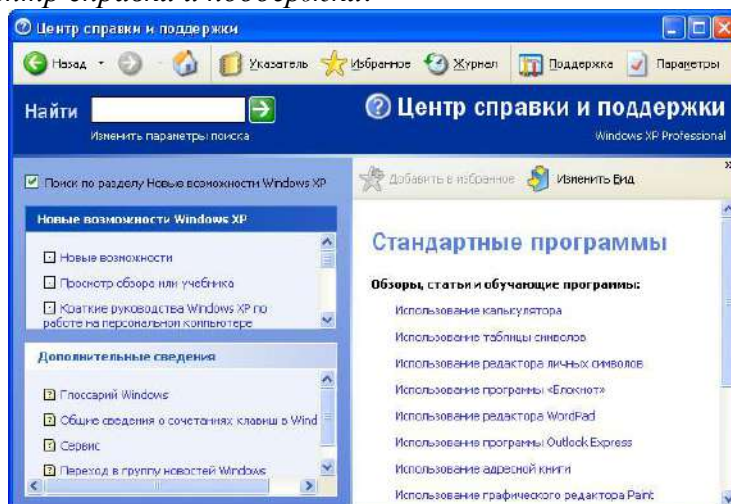 Центр справки и поддержки
Назад
Указатель
Избранное
Журнал
Поддержка
Параметры
Найти
Изменить параметры поиска
Центр справки и поддержки
Windows XP Professional
Поиск по разделу Новые возможности Windows XP
Новые возможности Windows XP
Новые возможности
Просмотр обзора или учебника
Краткие руководства Windows XP по
работе на персональном компьютере
Дополнительные сведения
Глоссарий Windows
Общие сведения о сочетаниях клавиш в Wind
Сервис
Переход в группу новостей Windows
Добавить в избранное
Изменить Вид
Стандартные программы
Обзоры, статьи и обучающие программы:
Использование калькулятора
Использование таблицы символов
Использование редактора личных символов
Использование программы «Блокнот»
Использование редактора WordPad
Использование программы Outlook Express
Использование адресной книги
Использование графического редактора Paint